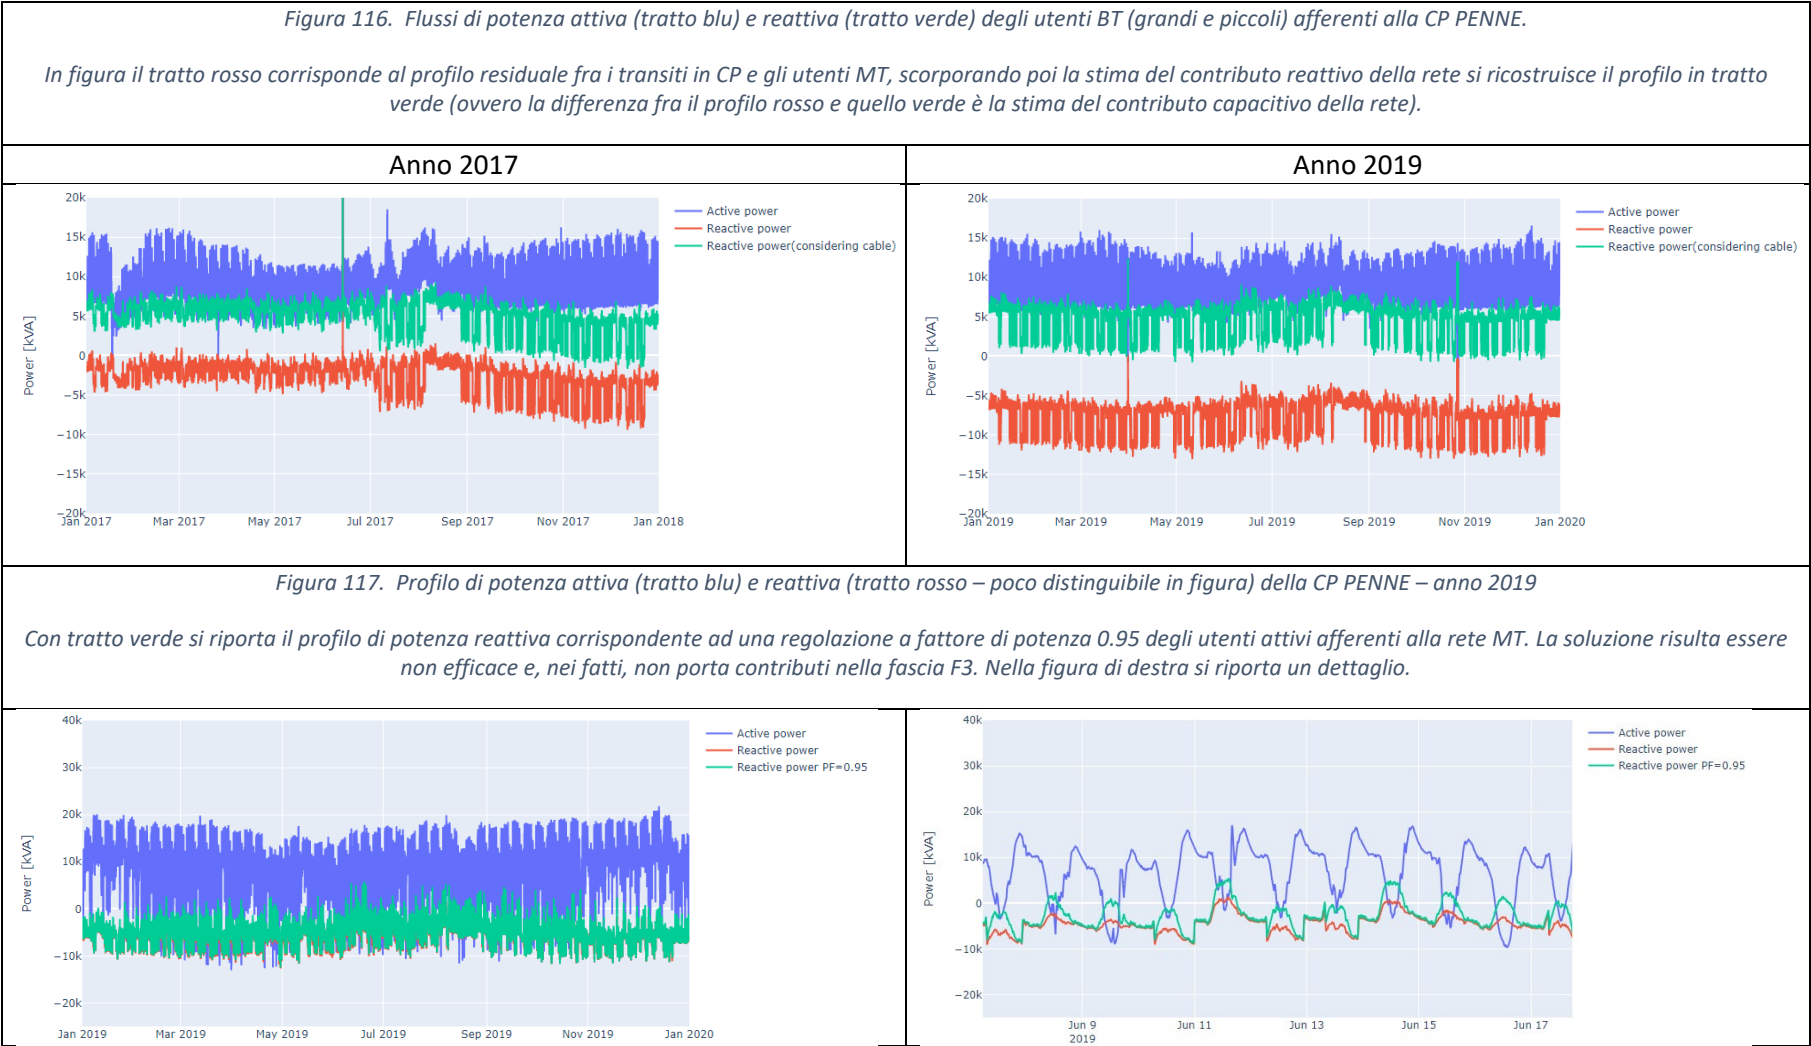 Figura 116. Flussi di potenza attiva (tratto blu) e reattiva (tratto verde) degli utenti BT (grandi e piccoli) afferenti alla CP PENNE.
In figura il tratto rosso corrisponde al profilo residuale fra i transiti in CP e gli utenti MT, scorporando poi la stima del contributo reattivo della rete si ricostruisce il profilo in tratto
verde (ovvero la differenza fra il profilo rosso e quello verde è la stima del contributo capacitivo della rete).
Anno 2017
Anno 2019
20k
15k
10k
5k
0
−5k
−10k
−15k
−20k
Power [kVA]
Jan 2017 Mar 2017 May 2017 Jul 2017 Sep 2017 Nov 2017 Jan 2018
Active power
Reactive power
Reactive power(considering cable)
20k
15k
10k
5k
0
−5k
−10k
−15k
−20k
Power [kVA]
Jan 2019 Mar 2019 May 2019 Jul 2019 Sep 2019 Nov 2019 Jan 2020
Active power
Reactive power
Reactive power(considering cable)
Figura 117. Profilo di potenza attiva (tratto blu) e reattiva (tratto rosso – poco distinguibile in figura) della CP PENNE – anno 2019
Con tratto verde si riporta il profilo di potenza reattiva corrispondente ad una regolazione a fattore di potenza 0.95 degli utenti attivi afferenti alla rete MT. La soluzione risulta essere
non efficace e, nei fatti, non porta contributi nella fascia F3. Nella figura di destra si riporta un dettaglio.
40k
30k
20k
10k
0
−10k
−20k
Power [kVA]
Jan 2019 Mar 2019 May 2019 Jul 2019 Sep 2019 Nov 2019 Jan 2020
Active power
Reactive power
Reactive power PF=0.95
40k
30k
20k
10k
0
−10k
−20k
Power [kVA]
Jun 9 Jun 11 Jun 13 Jun 15 Jun 17
2019
Active power
Reactive power
Reactive power PF=0.95